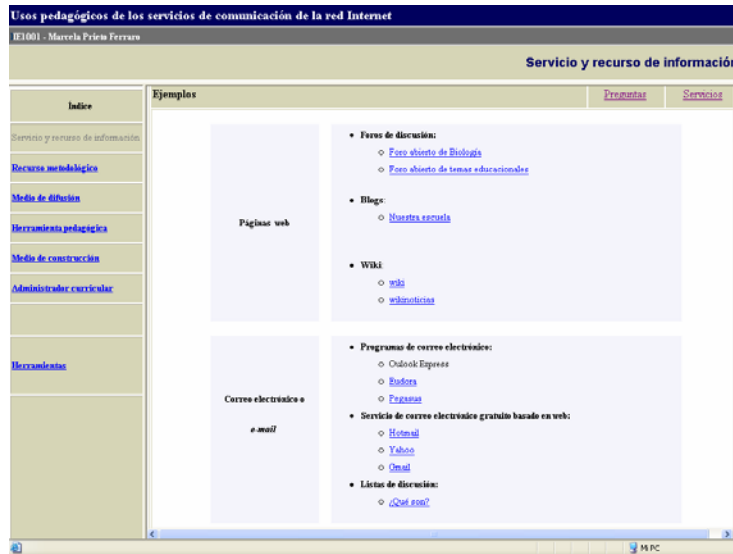 Usos pedagógicos de los servicios de comunicación de la red Internet
IE1001 - Marcela Prieto Ferraro
Servicio y recurso de información
Índice
Ejemplos
Preguntas
Servicios
Servicio y recurso de información
Recurso metodológico
Medio de difusión
Herramienta pedagógica
Medio de construcción
Administrador curricular
Herramientas
Páginas web
Foros de discusión:
Foro abierto de Biología
Foro abierto de temas educacionales
Blogs:
Nuestra escuela
Wiki:
wiki
wikinoticias
Correo electrónico o
e-mail
Programas de correo electrónico:
Oulook Express
Eudora
Pegasus
Servicio de correo electrónico gratuito basado en web:
Hotmail
Yahoo
Gmail
Listas de discusión:
¿Qué son?
Mi PC